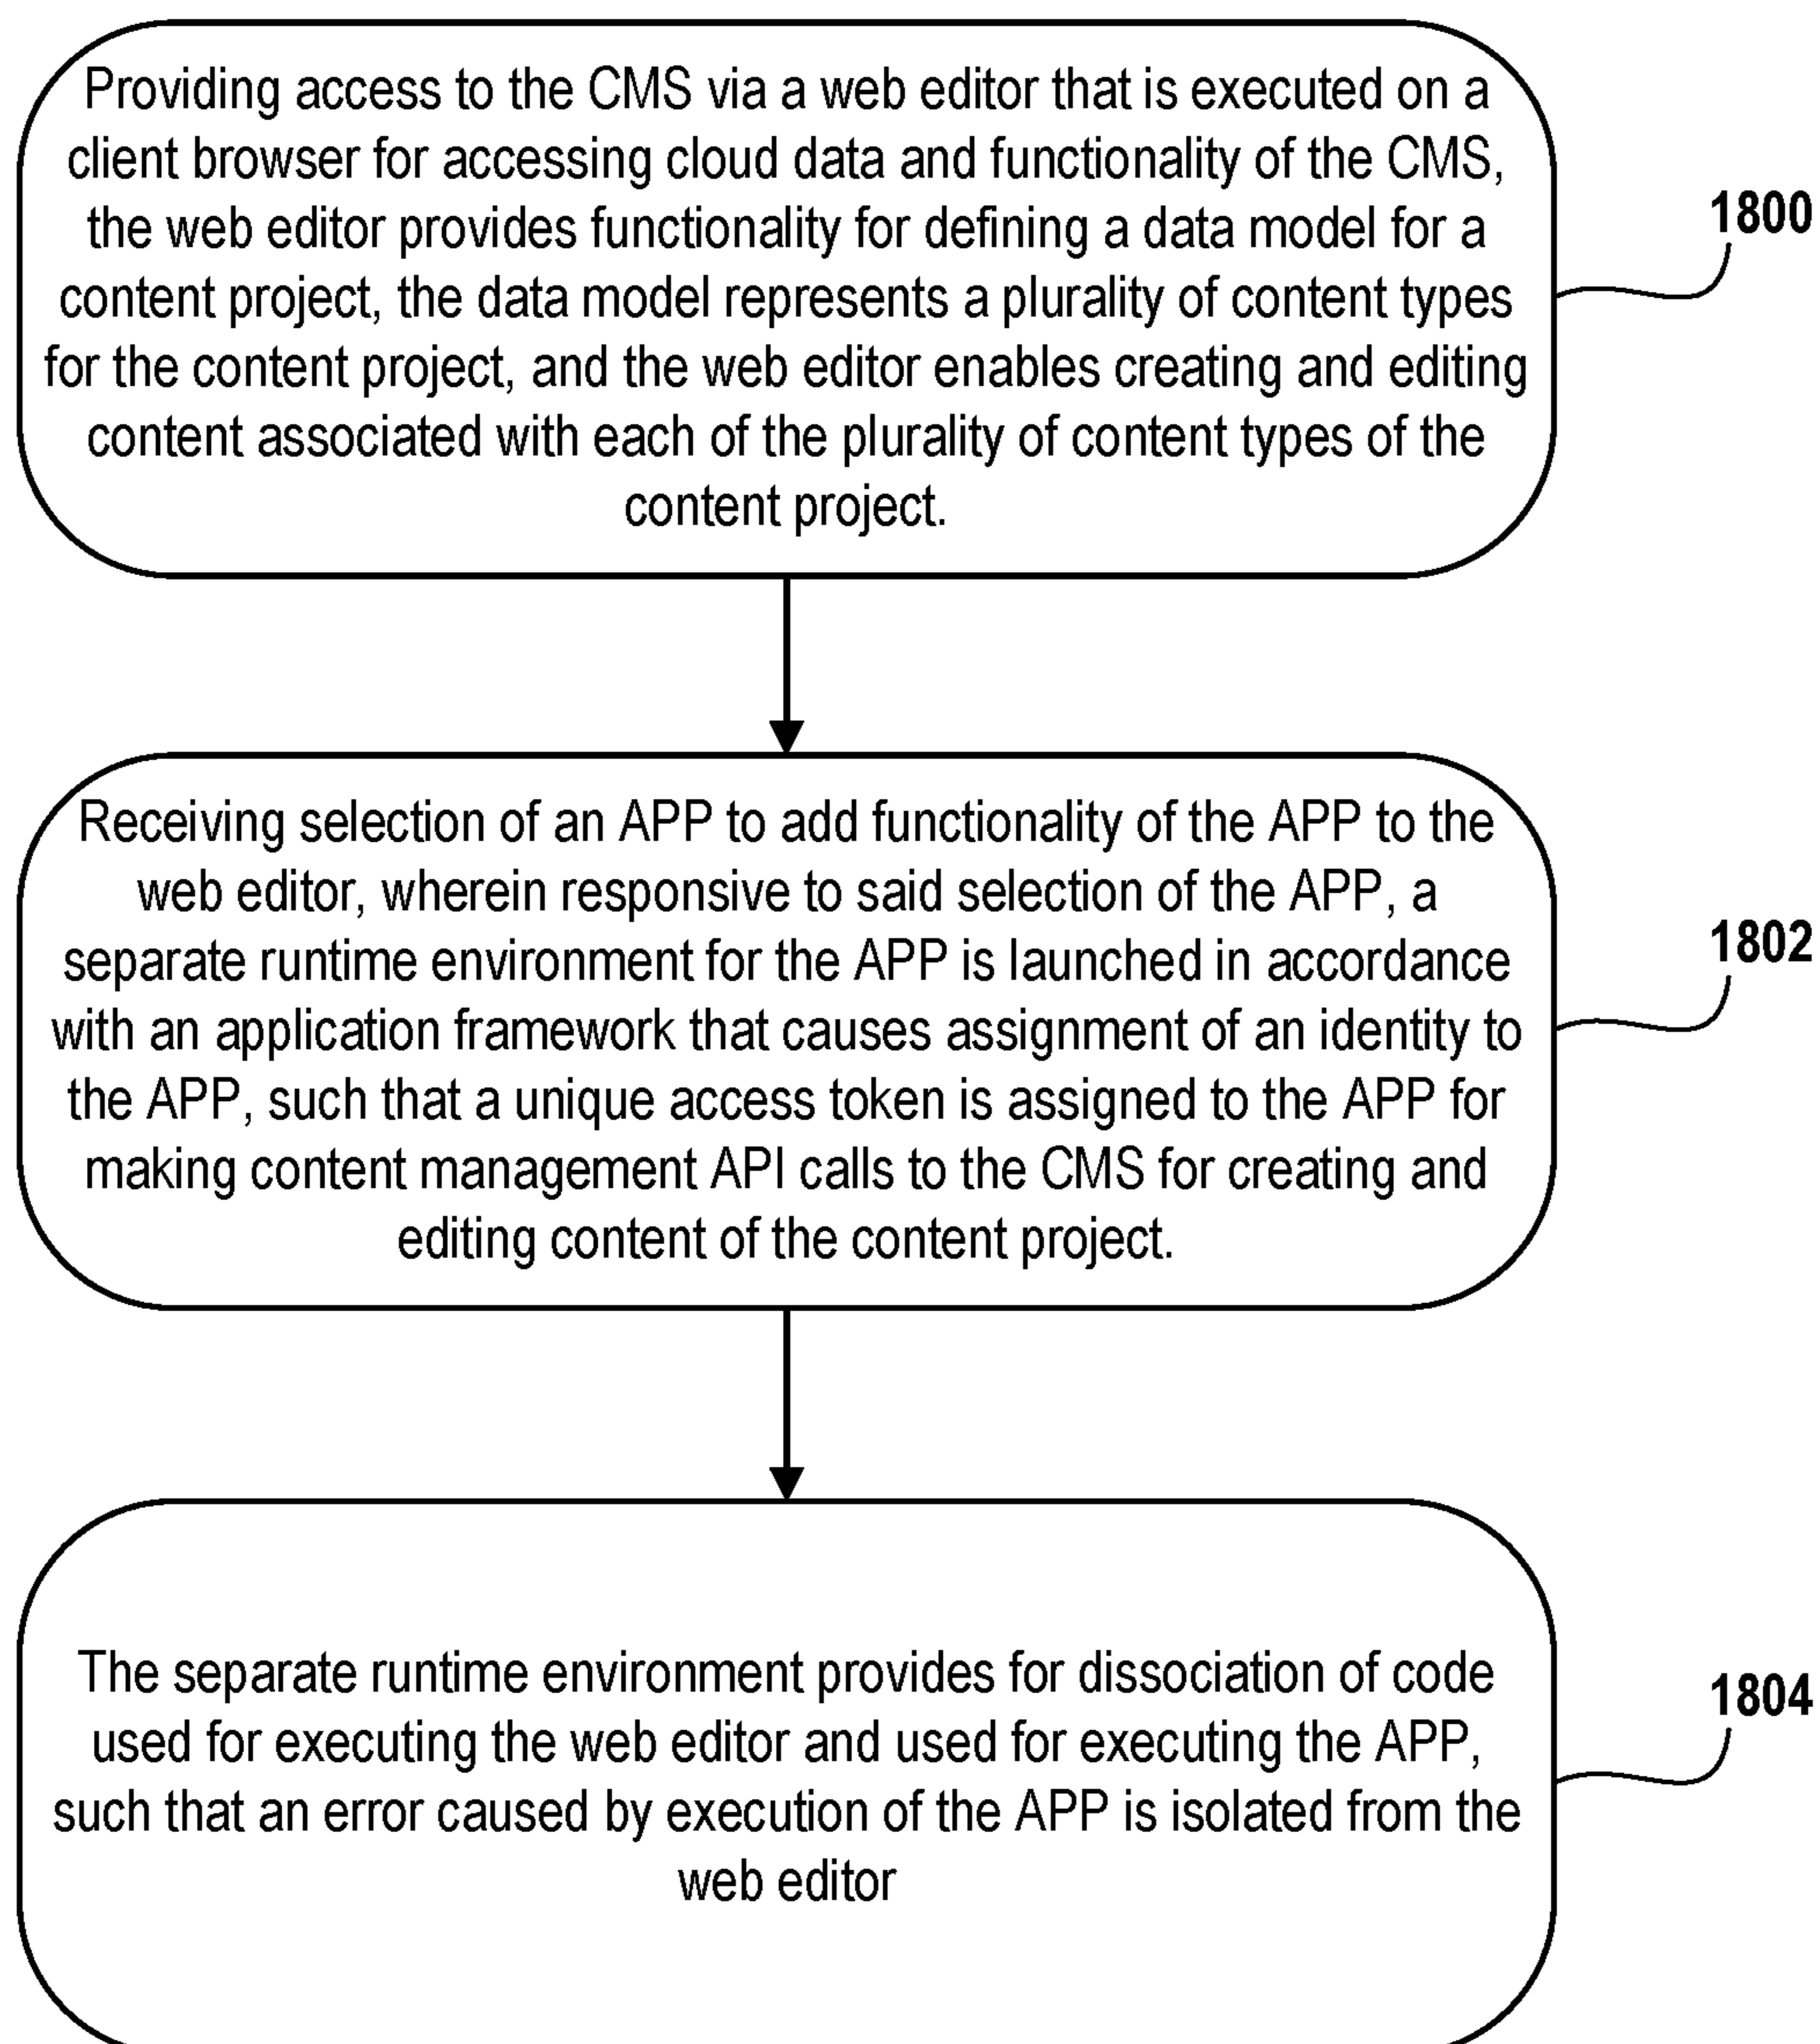 Providing access to the CMS via a web editor that is executed on a
client browser for accessing cloud data and functionality of the CMS,
the web editor provides functionality for defining a data model for a
content project, the data model represents a plurality of content types
for the content project, and the web editor enables creating and editing
content associated with each of the plurality of content types of the
content project.
1800
Receiving selection of an APP to add functionality of the APP to the
web editor, wherein responsive to said selection of the APP, a
separate runtime environment for the APP is launched in accordance
with an application framework that causes assignment of an identity to
the APP, such that a unique access token is assigned to the APP for
making content management API calls to the CMS for creating and
editing content of the content project.
1802
The separate runtime environment provides for dissociation of code
used for executing the web editor and used for executing the APP,
such that an error caused by execution of the APP is isolated from the
web editor
1804